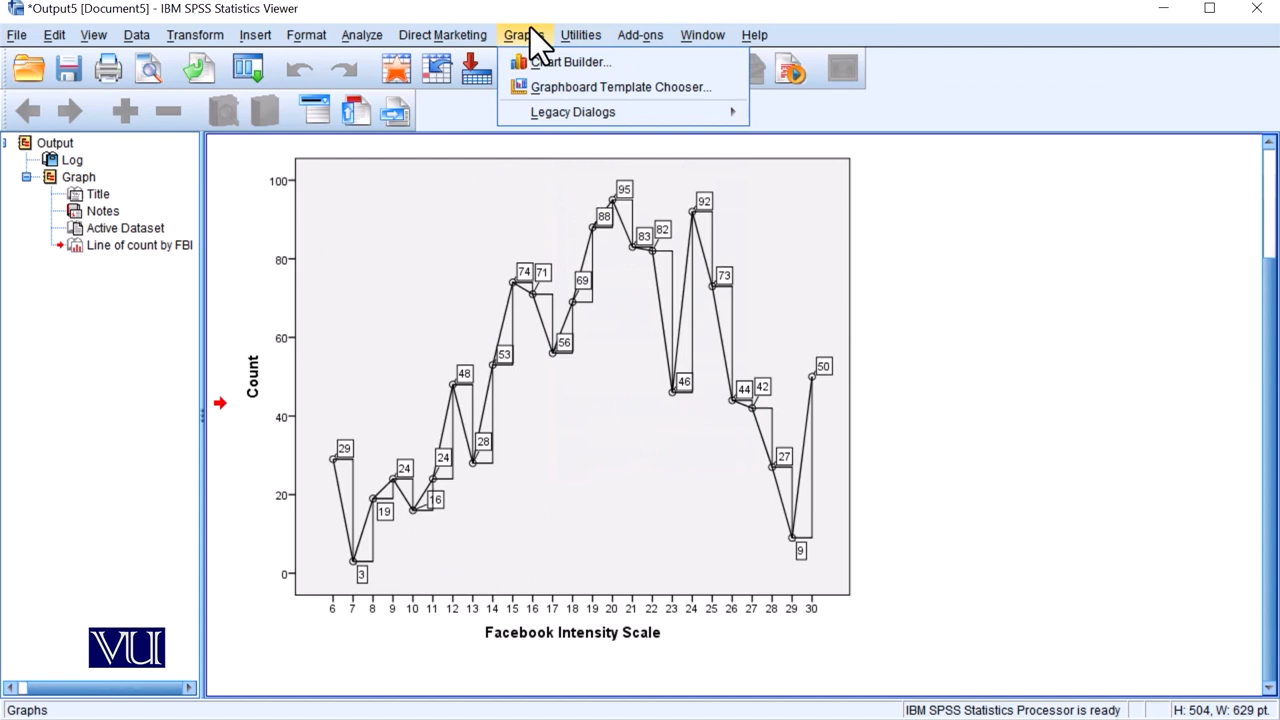 *Output5 [Document5] - IBM SPSS Statistics Viewer
File Edit View Data Transform Insert Format Analyze Direct Marketing Graphs Utilities Add-ons Window Help
Chart Builder...
Graphboard Template Chooser...
Legacy Dialogs
Output
Log
Graph
Title
Notes
Active Dataset
Line of count by FBI
Count
100
80
60
40
20
0
29
3
19
24
16
24
48
28
53
74
71
56
69
88
95
83
82
46
92
73
44
42
27
9
50
6 7 8 9 10 11 12 13 14 15 16 17 18 19 20 21 22 23 24 25 26 27 28 29 30
Facebook Intensity Scale
VU
Graphs
IBM SPSS Statistics Processor is ready
H: 504, W: 629 pt.